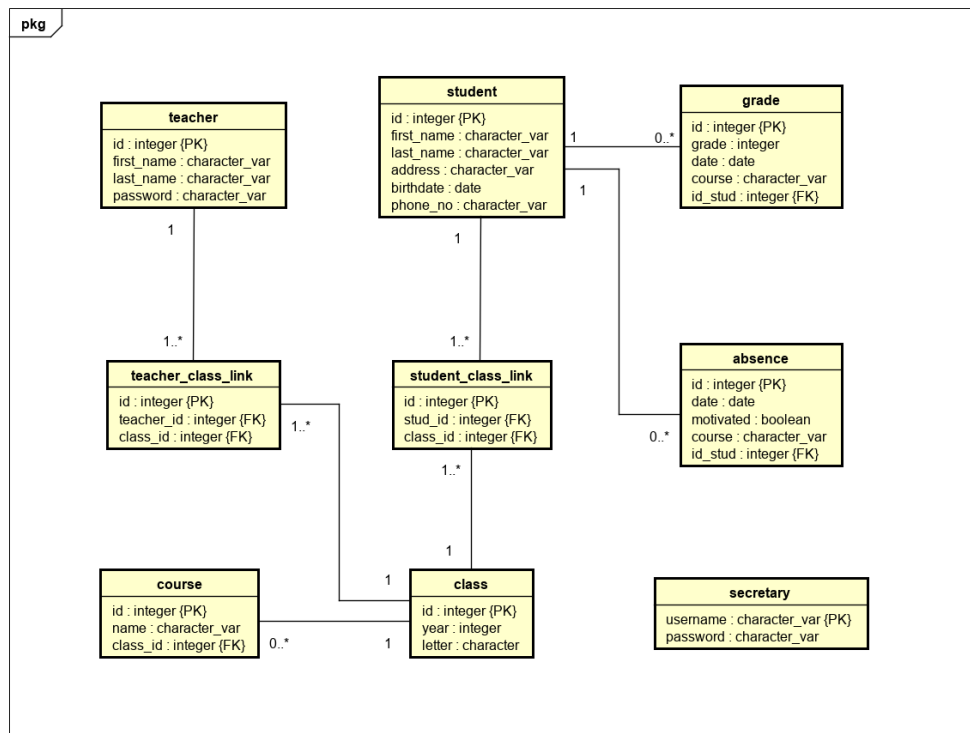 pkg
teacher
id : integer {PK}
first_name : character_var
last_name : character_var
password : character_var
student
id : integer {PK}
first_name : character_var
last_name : character_var
address : character_var
birthdate : date
phone_no : character_var
grade
id : integer {PK}
grade : integer
date : date
course : character_var
id_stud : integer {FK}
1
0..*
1
1
1
1..*
1..*
teacher_class_link
id : integer {PK}
teacher_id : integer {FK}
class_id : integer {FK}
student_class_link
id : integer {PK}
stud_id : integer {FK}
class_id : integer {FK}
absence
id : integer {PK}
date : date
motivated : boolean
course : character_var
id_stud : integer {FK}
1..*
0..*
1..*
1
1
course
id : integer {PK}
name : character_var
class_id : integer {FK}
0..*
1
class
id : integer {PK}
year : integer
letter : character
secretary
username : character_var {PK}
password : character_var